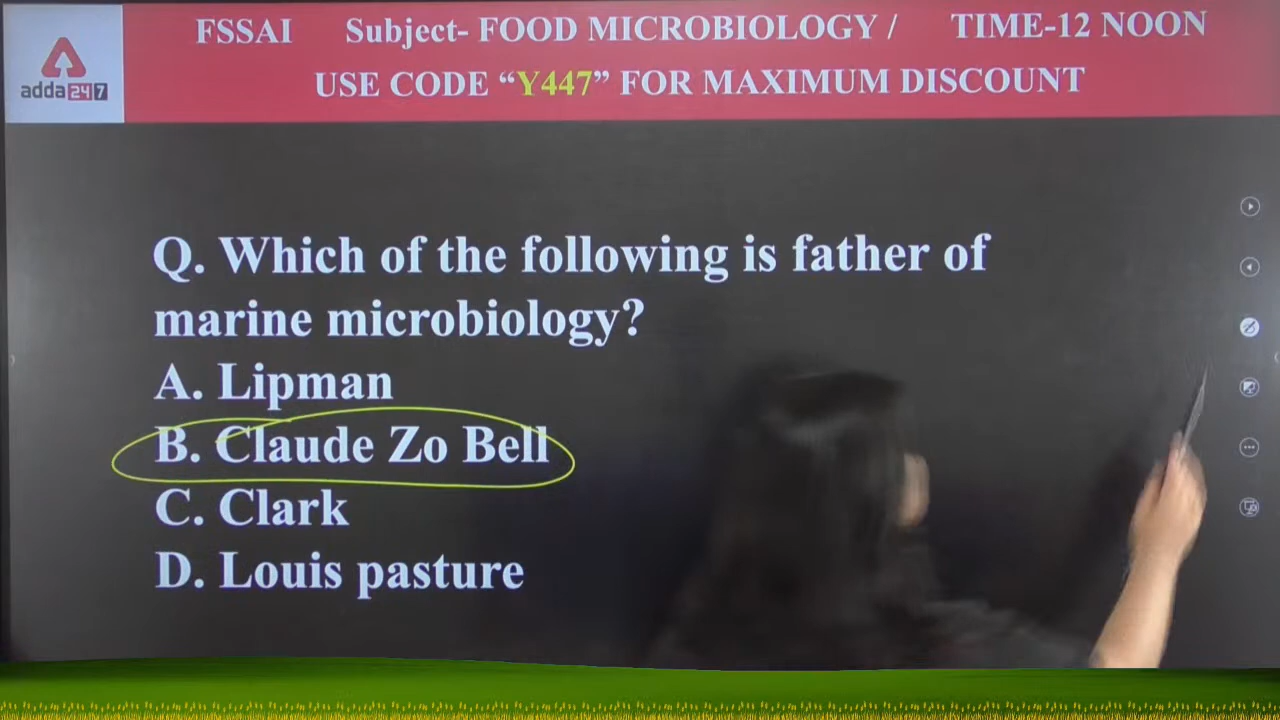 FSSAI Subject- FOOD MICROBIOLOGY / TIME-12 NOON
USE CODE “Y447” FOR MAXIMUM DISCOUNT
adda247
Q. Which of the following is father of
marine microbiology?
A. Lipman
B. Claude Zo Bell
C. Clark
D. Louis pasture